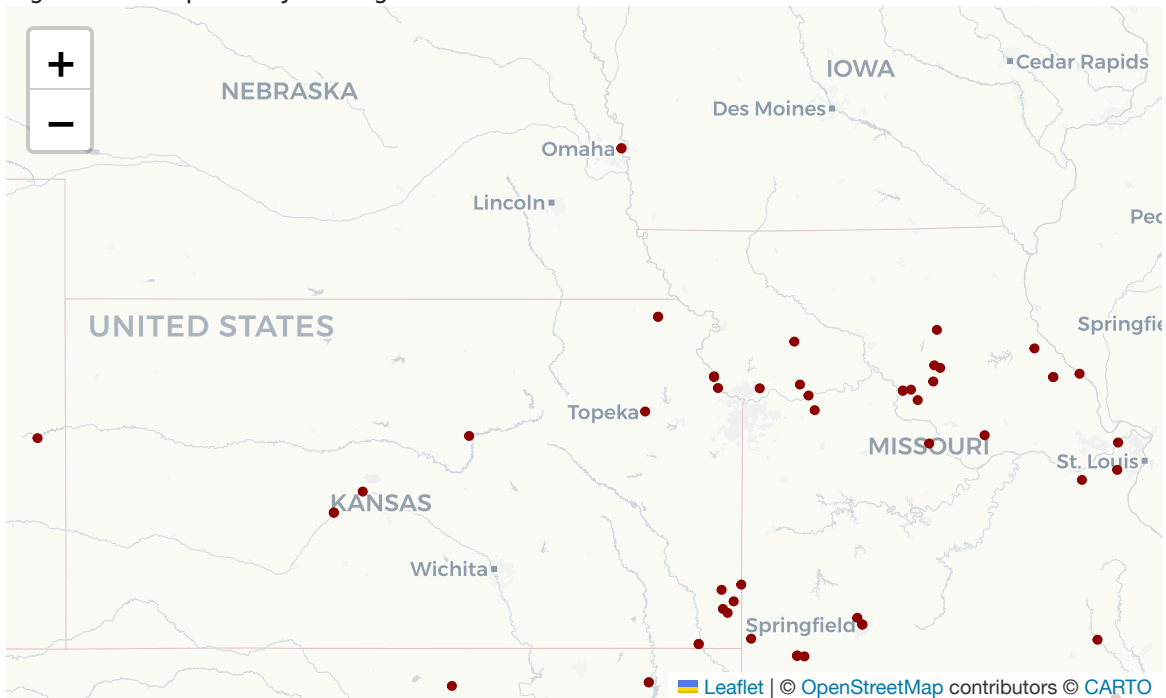 +
−
NEBRASKA
IOWA
Cedar Rapids
Des Moines
Omaha
Lincoln
UNITED STATES
Topeka
MISSOURI
St. Louis
KANSAS
Wichita
Springfield
Leaflet | © OpenStreetMap contributors © CARTO